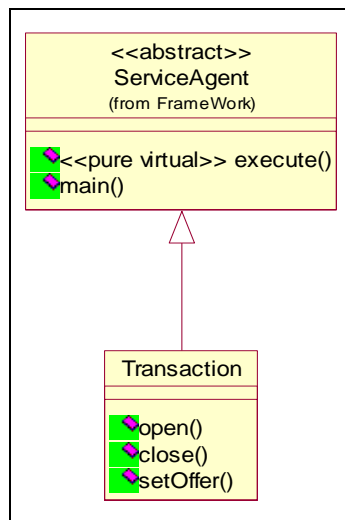 <<abstract>>
ServiceAgent
(from FrameWork)
<<pure virtual>> execute()
main()
Transaction
open()
close()
setOffer()